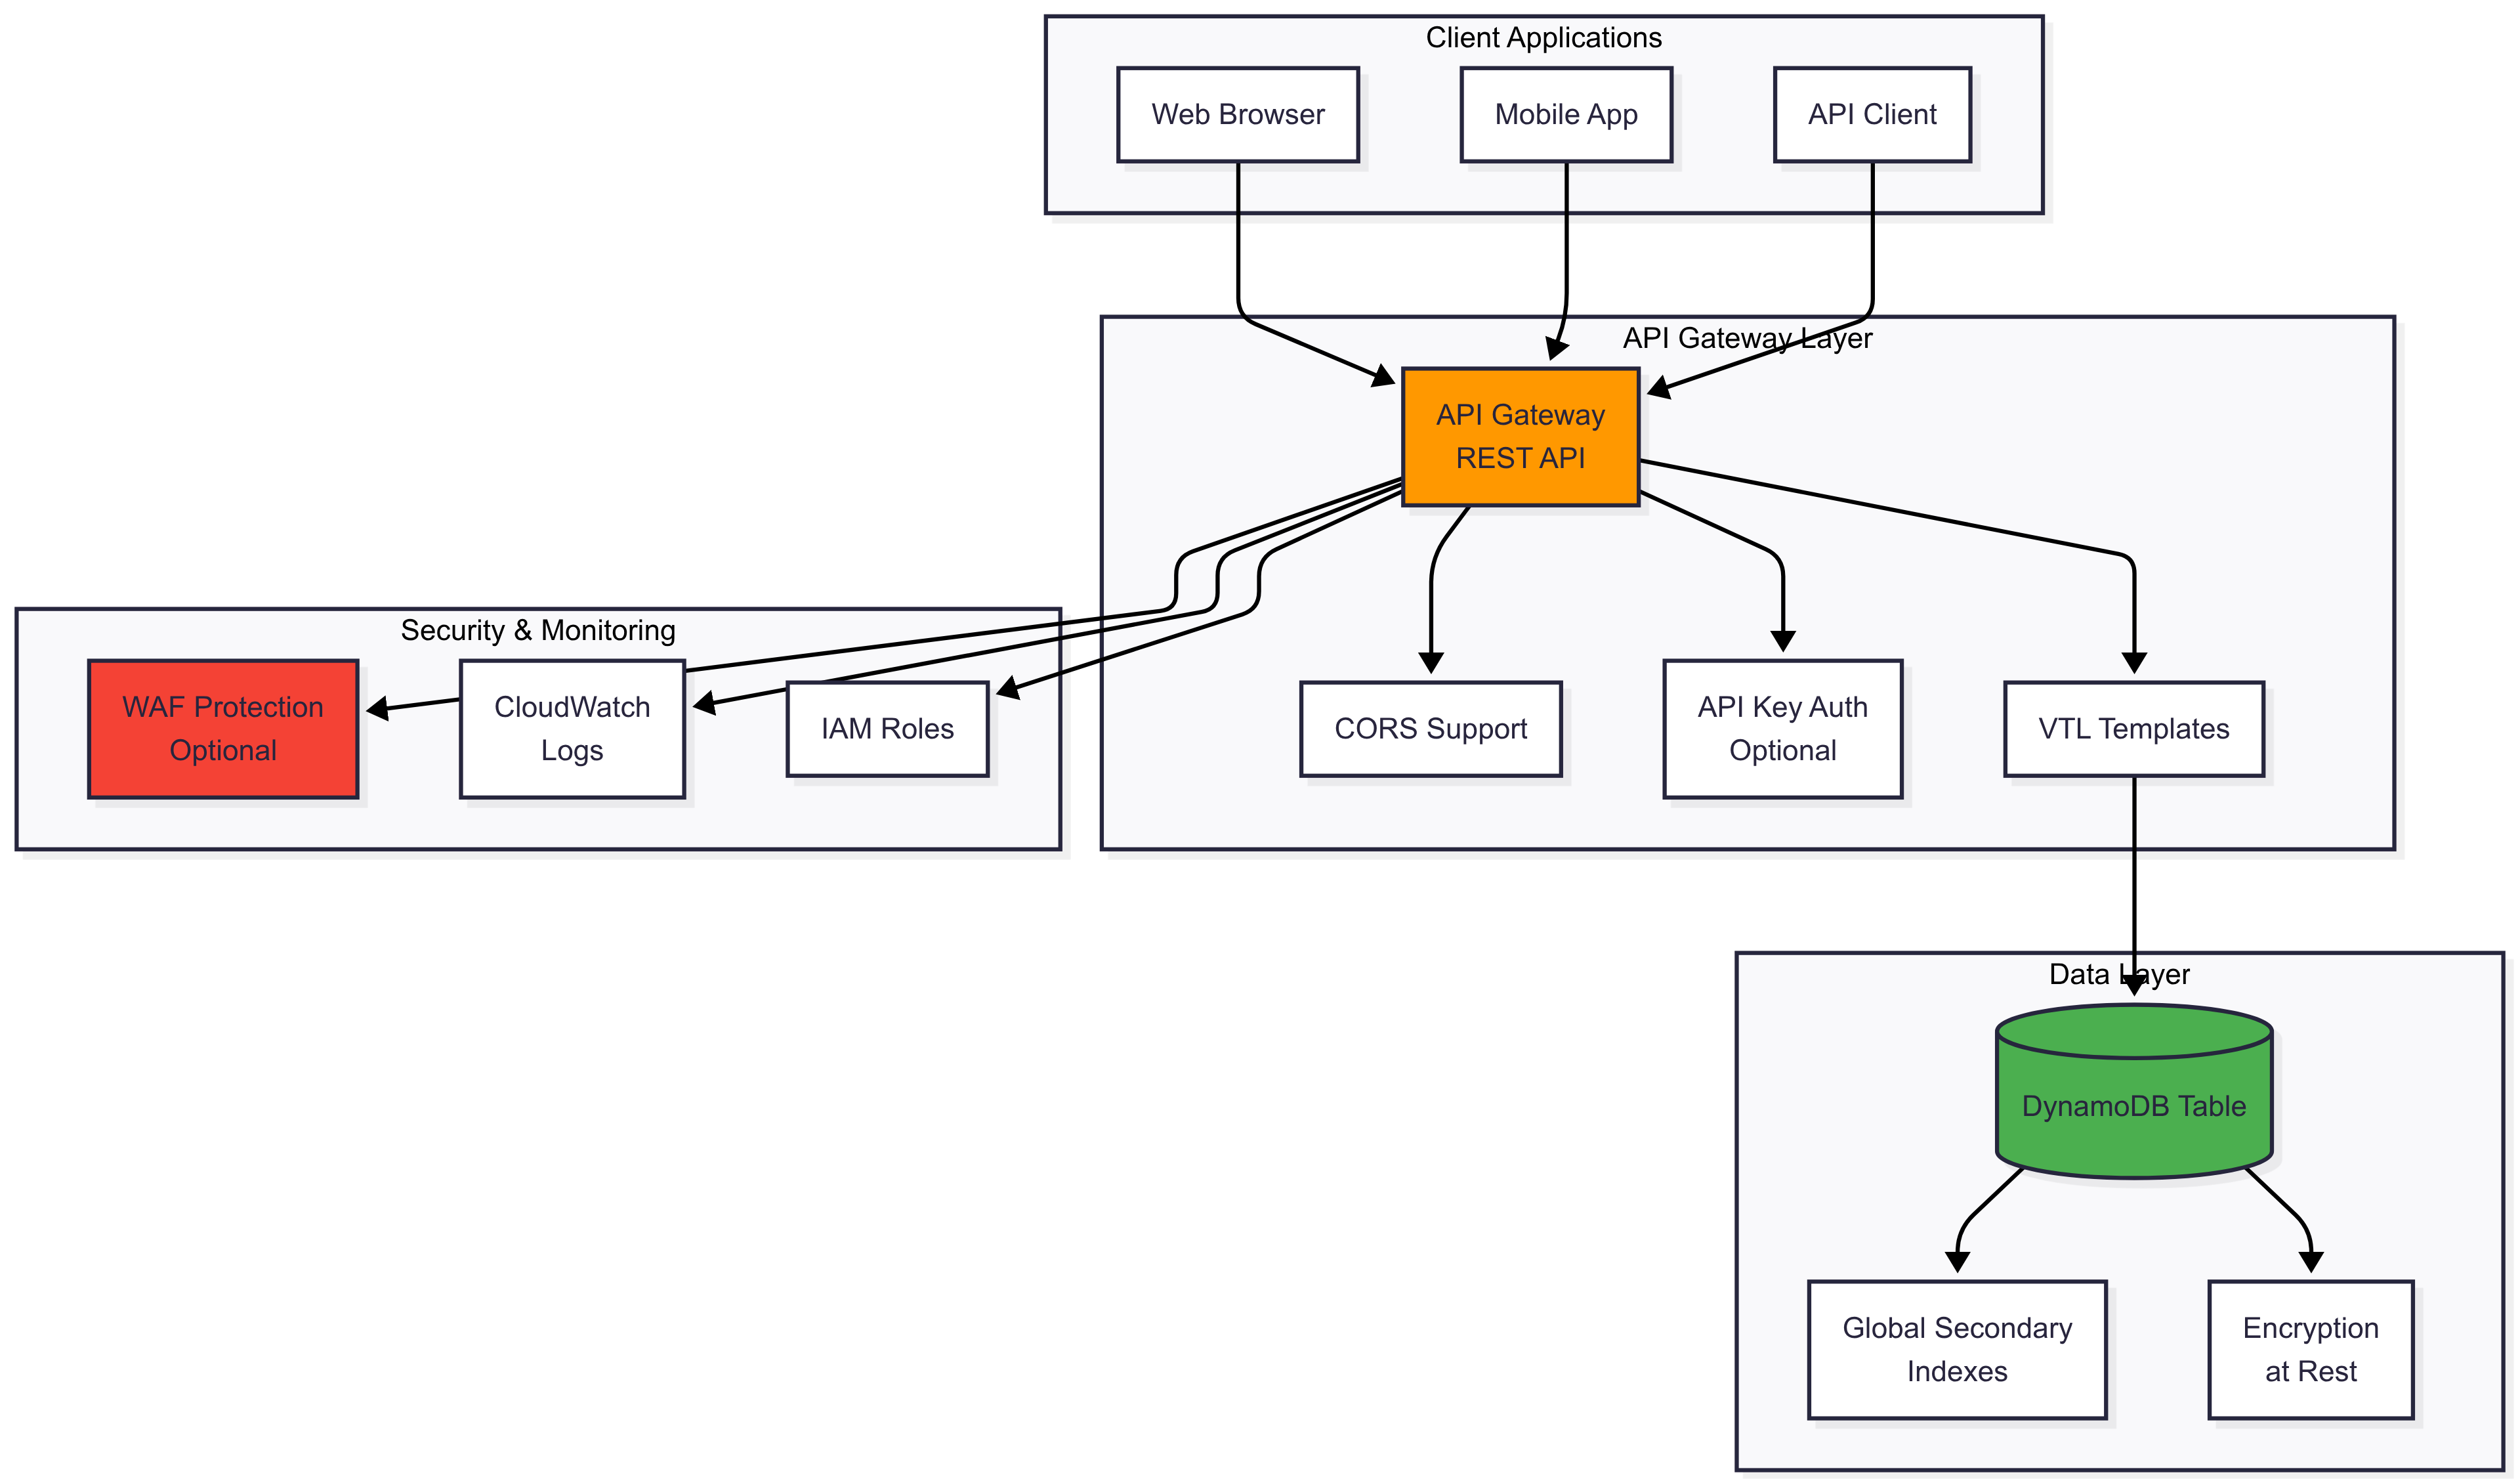 Client Applications
Web Browser
Mobile App
API Client
API Gateway Layer
API Gateway
REST API
Security & Monitoring
WAF Protection
Optional
CloudWatch
Logs
IAM Roles
CORS Support
API Key Auth
Optional
VTL Templates
Data Layer
DynamoDB Table
Global Secondary
Indexes
Encryption
at Rest